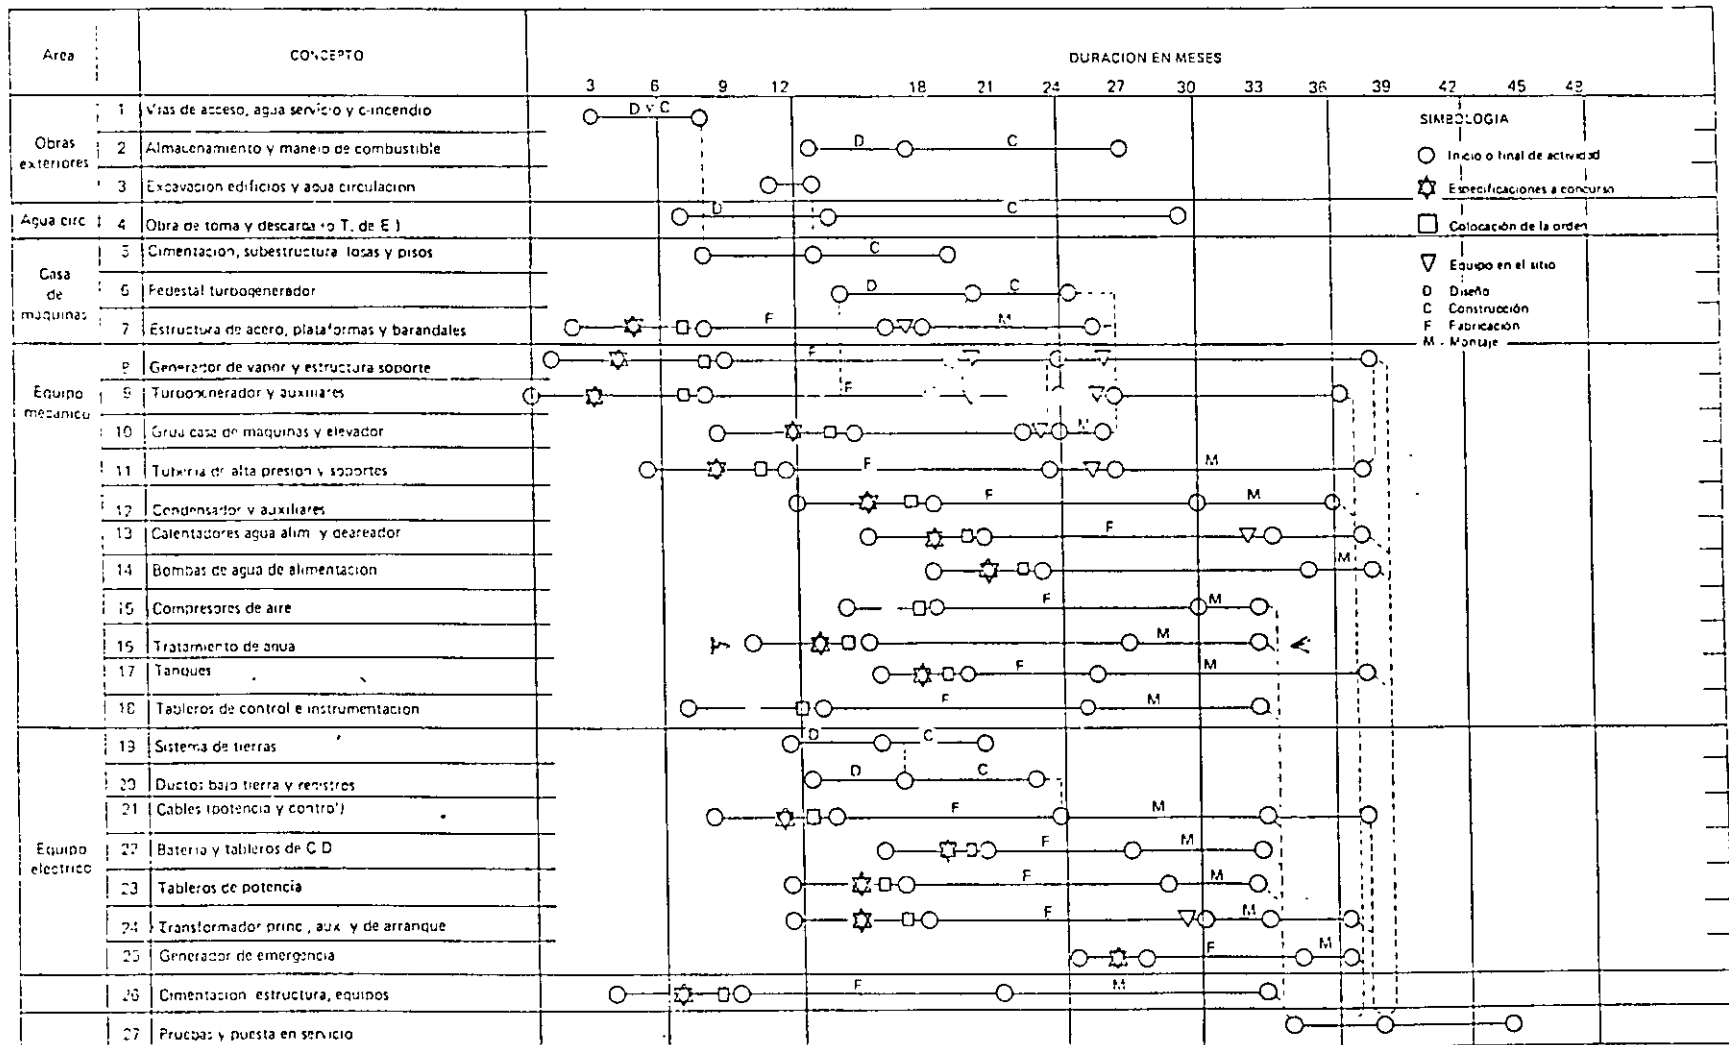 Area CONCEPTO DURACION EN MESES
3 6 9 12 18 21 24 27 30 33 36 39 42 45 48
Obras exteriores
1 Vias de acceso, agua servicio y c-incendio D y C
2 Almacenamiento y manejo de combustible D C
3 Excavacion edificios y agua circulacion
Agua circ 4 Obra de toma y descarga (o T. de E.) D C
Casa de maquinas
5 Cimentacion, subestructura losas y pisos C
6 Pedestal turbogenerador D C
7 Estructura de acero, plataformas y barandales F M
Equipo mecanico
8 Generador de vapor y estructura soporte F
9 Turbogenerador y auxiliares F
10 Grua casa de maquinas y elevador M
11 Tuberia de alta presion y soportes F M
12 Condensador y auxiliares F M
13 Calentadores agua alim y deareador F
14 Bombas de agua de alimentacion M
15 Compresores de aire F M
16 Tratamiento de agua M
17 Tanques F M
18 Tableros de control e instrumentacion F M
Equipo electrico
19 Sistema de tierras D C
20 Ductos bajo tierra y registros D C
21 Cables (potencia y control) F M
22 Bateria y tableros de C D F M
23 Tableros de potencia F M
24 Transformador princ, aux y de arranque F M
25 Generador de emergencia F M
26 Cimentacion estructura, equipos F M
27 Pruebas y puesta en servicio
SIMBOLOGIA
Inicio o final de actividad
Especificaciones a concurso
Colocación de la orden
Equipo en el sitio
D Diseño
C Construcción
F Fabricación
M - Montaje